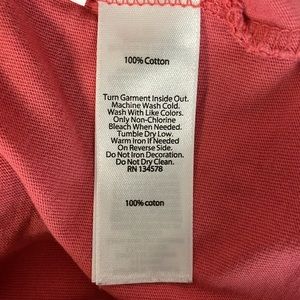 100% Cotton
Turn Garment Inside Out.
Machine Wash Cold.
Wash With Like Colors.
Only Non-Chlorine
Bleach When Needed.
Tumble Dry Low.
Warm Iron If Needed
On Reverse Side.
Do Not Iron Decoration.
Do Not Dry Clean.
RN 134578
100% coton